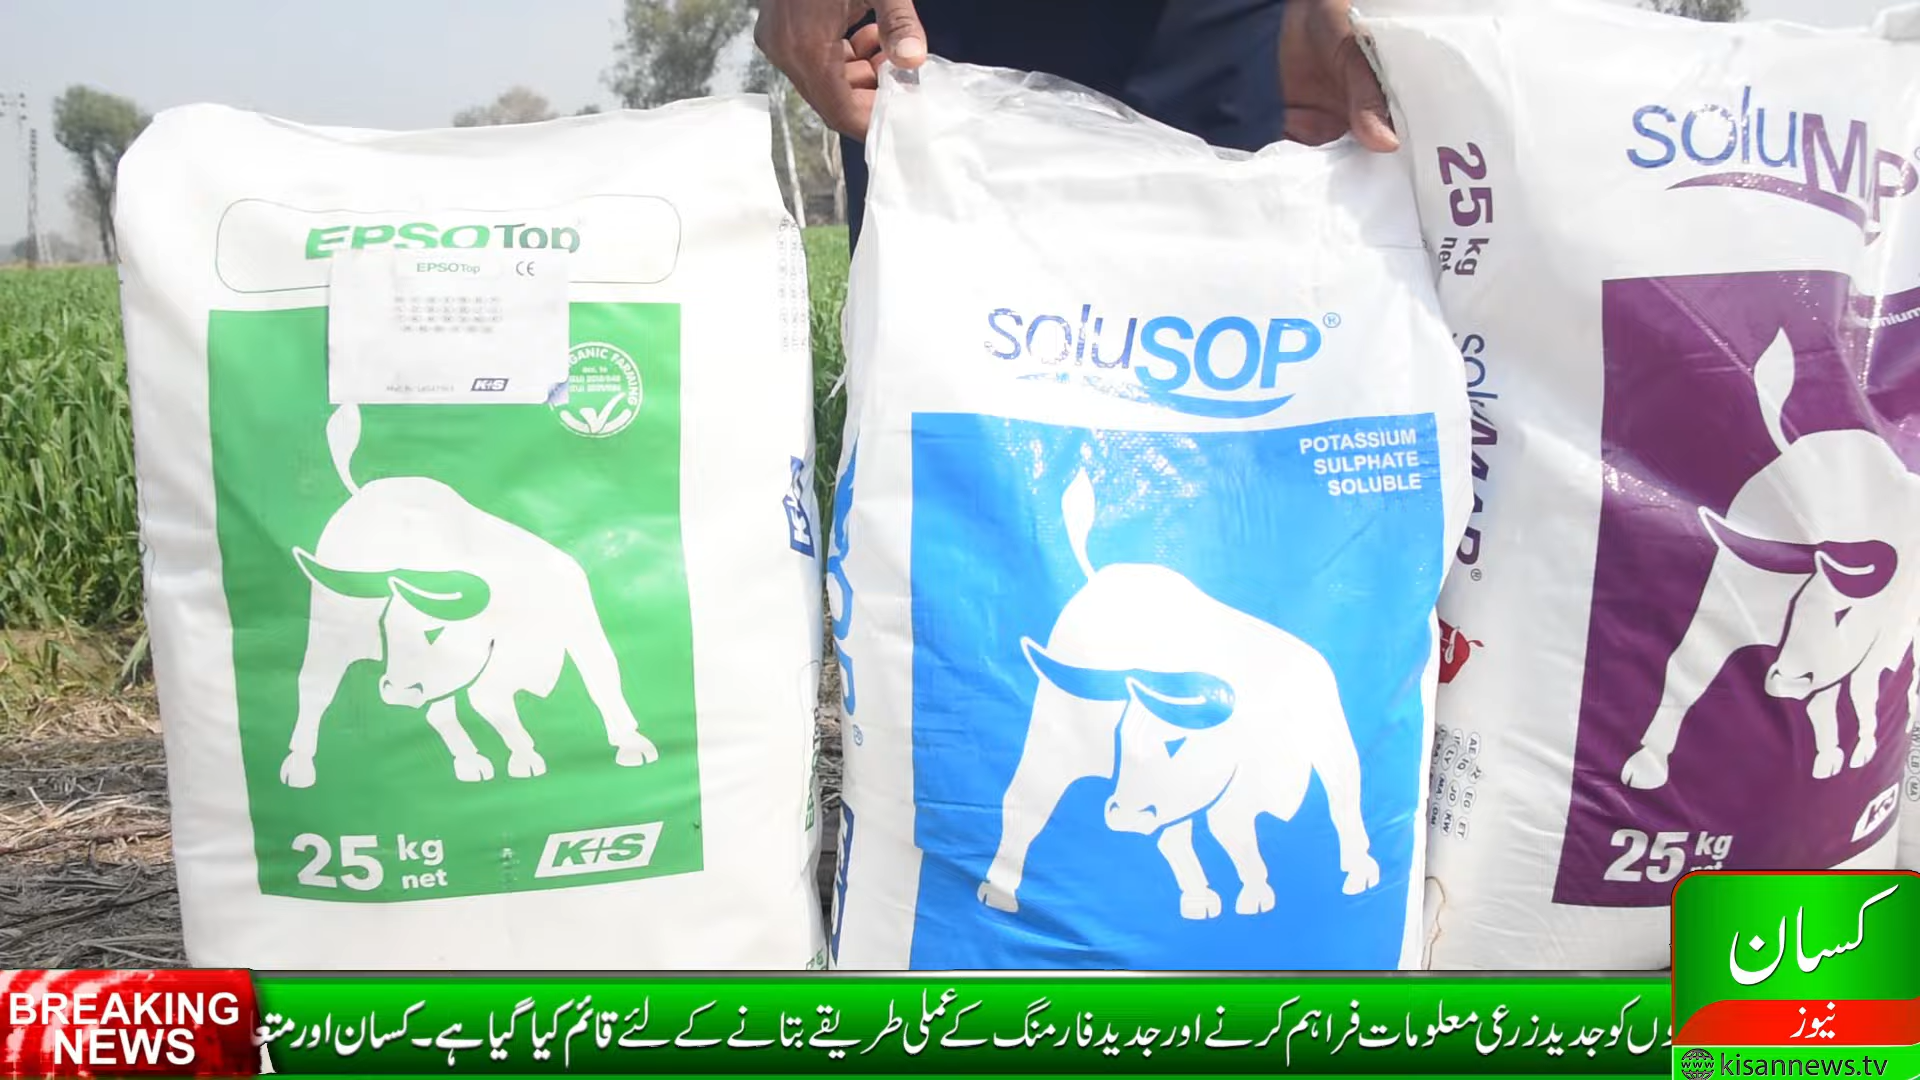 EPSO Top
EPSO Top CE
K+S
ORGANIC FARMING
25 kg net
K+S
soluSOP®
POTASSIUM
SULPHATE
SOLUBLE
soluMAP
25 kg net
soluMAP®
25 kg net
K+S
BREAKING
NEWS
وں کو جدید زرعی معلومات فراہم کرنے اور جدید فارمنگ کے عملی طریقے بتانے کے لئے قائم کیا گیا ہے۔ کسان اور متع
کسان
نیوز
kisannews.tv